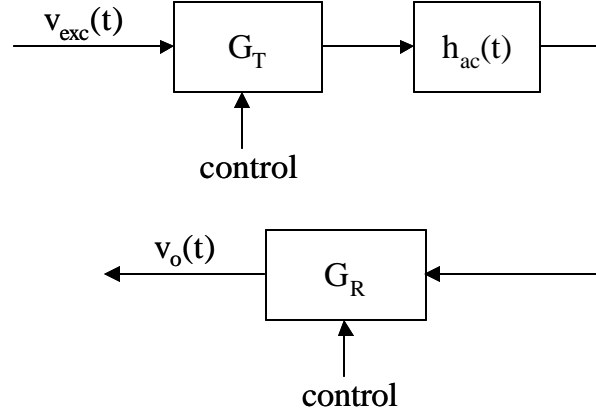 v_exc(t)
G_T
h_ac(t)
control
v_o(t)
G_R
control